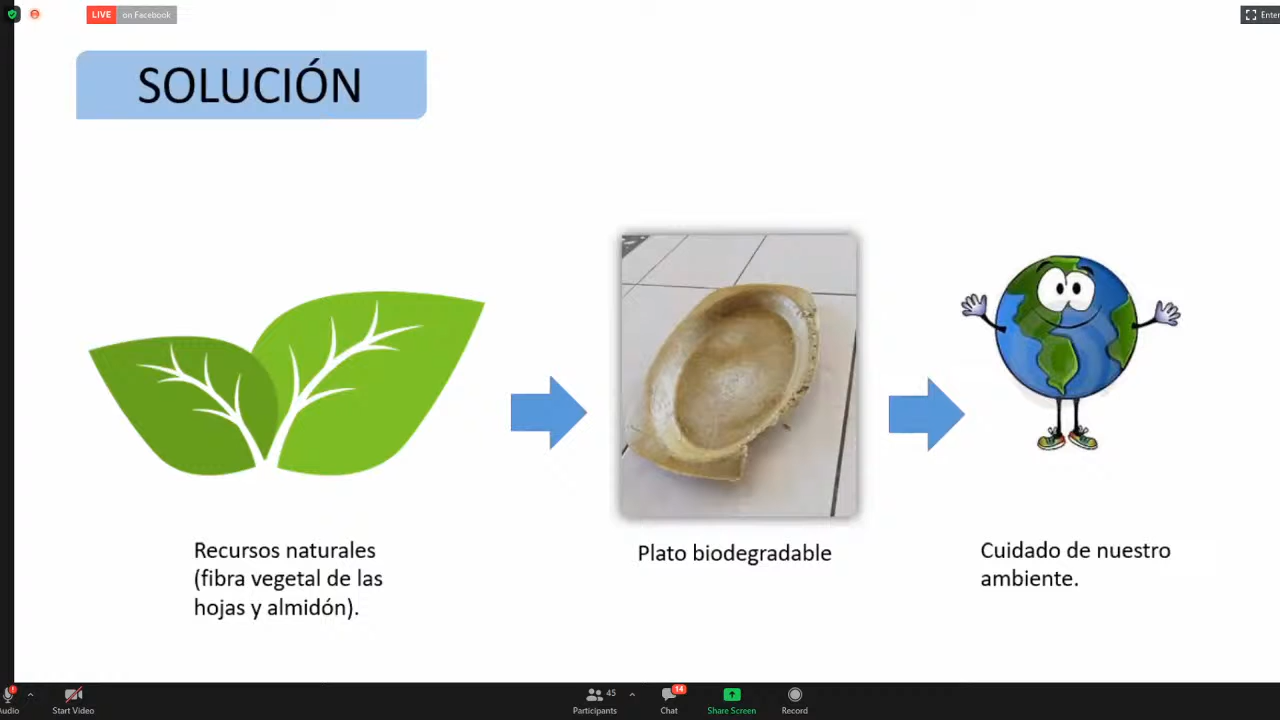 LIVE on Facebook
Enter
SOLUCIÓN
Recursos naturales
(fibra vegetal de las
hojas y almidón).
Plato biodegradable
Cuidado de nuestro
ambiente.
Audio
Start Video
45
Participants
14
Chat
Share Screen
Record